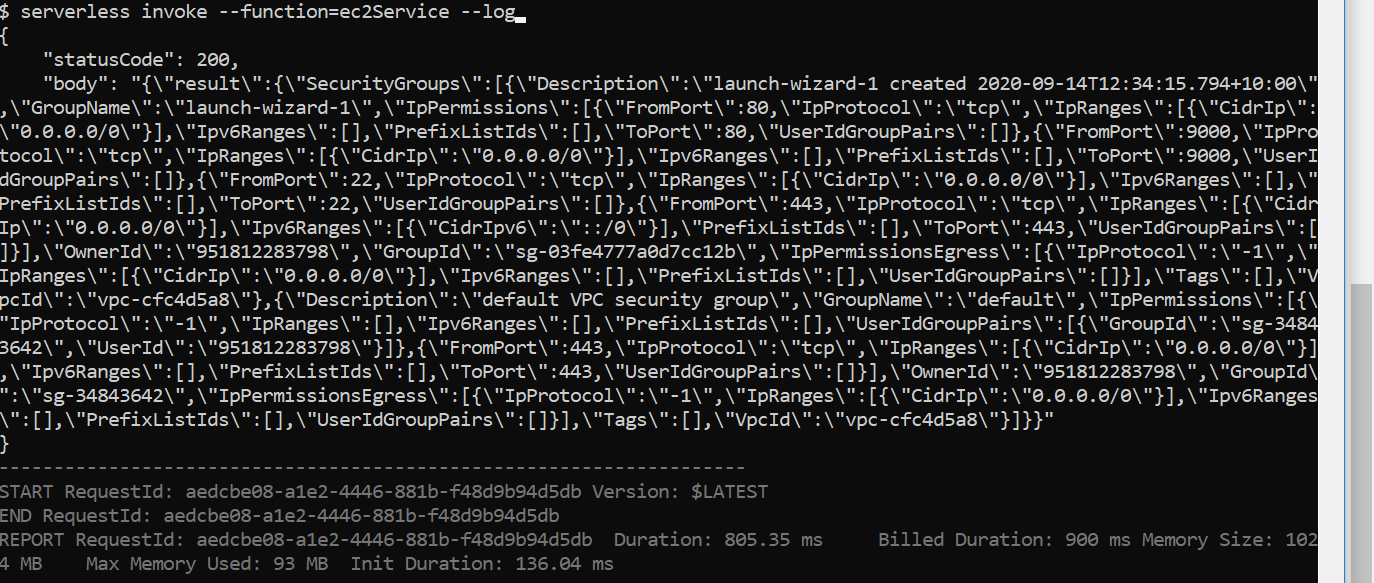 $ serverless invoke --function=ec2Service --log
{
    "statusCode": 200,
    "body": "{\"result\":{\"SecurityGroups\":[{\"Description\":\"launch-wizard-1 created 2020-09-14T12:34:15.794+10:00\"
,\"GroupName\":\"launch-wizard-1\",\"IpPermissions\":[{\"FromPort\":80,\"IpProtocol\":\"tcp\",\"IpRanges\":[{\"CidrIp\":
\"0.0.0.0/0\"}],\"Ipv6Ranges\":[],\"PrefixListIds\":[],\"ToPort\":80,\"UserIdGroupPairs\":[]},{\"FromPort\":9000,\"IpPro
tocol\":\"tcp\",\"IpRanges\":[{\"CidrIp\":\"0.0.0.0/0\"}],\"Ipv6Ranges\":[],\"PrefixListIds\":[],\"ToPort\":9000,\"UserI
dGroupPairs\":[]},{\"FromPort\":22,\"IpProtocol\":\"tcp\",\"IpRanges\":[{\"CidrIp\":\"0.0.0.0/0\"}],\"Ipv6Ranges\":[],\"
PrefixListIds\":[],\"ToPort\":22,\"UserIdGroupPairs\":[]},{\"FromPort\":443,\"IpProtocol\":\"tcp\",\"IpRanges\":[{\"Cidr
Ip\":\"0.0.0.0/0\"}],\"Ipv6Ranges\":[{\"CidrIpv6\":\"::/0\"}],\"PrefixListIds\":[],\"ToPort\":443,\"UserIdGroupPairs\":[
]}],\"OwnerId\":\"951812283798\",\"GroupId\":\"sg-03fe4777a0d7cc12b\",\"IpPermissionsEgress\":[{\"IpProtocol\":\"-1\",\"
IpRanges\":[{\"CidrIp\":\"0.0.0.0/0\"}],\"Ipv6Ranges\":[],\"PrefixListIds\":[],\"UserIdGroupPairs\":[]}],\"Tags\":[],\"V
pcId\":\"vpc-cfc4d5a8\"},{\"Description\":\"default VPC security group\",\"GroupName\":\"default\",\"IpPermissions\":[{\
"IpProtocol\":\"-1\",\"IpRanges\":[],\"Ipv6Ranges\":[],\"PrefixListIds\":[],\"UserIdGroupPairs\":[{\"GroupId\":\"sg-3484
3642\",\"UserId\":\"951812283798\"}]},{\"FromPort\":443,\"IpProtocol\":\"tcp\",\"IpRanges\":[{\"CidrIp\":\"0.0.0.0/0\"}]
,\"Ipv6Ranges\":[],\"PrefixListIds\":[],\"ToPort\":443,\"UserIdGroupPairs\":[]}],\"OwnerId\":\"951812283798\",\"GroupId\
":\"sg-34843642\",\"IpPermissionsEgress\":[{\"IpProtocol\":\"-1\",\"IpRanges\":[{\"CidrIp\":\"0.0.0.0/0\"}],\"Ipv6Ranges
\":[],\"PrefixListIds\":[],\"UserIdGroupPairs\":[]}],\"Tags\":[],\"VpcId\":\"vpc-cfc4d5a8\"}]}}"
}
--------------------------------------------------------------------
START RequestId: aedcbe08-a1e2-4446-881b-f48d9b94d5db Version: $LATEST
END RequestId: aedcbe08-a1e2-4446-881b-f48d9b94d5db
REPORT RequestId: aedcbe08-a1e2-4446-881b-f48d9b94d5db  Duration: 805.35 ms     Billed Duration: 900 ms Memory Size: 102
4 MB    Max Memory Used: 93 MB  Init Duration: 136.04 ms